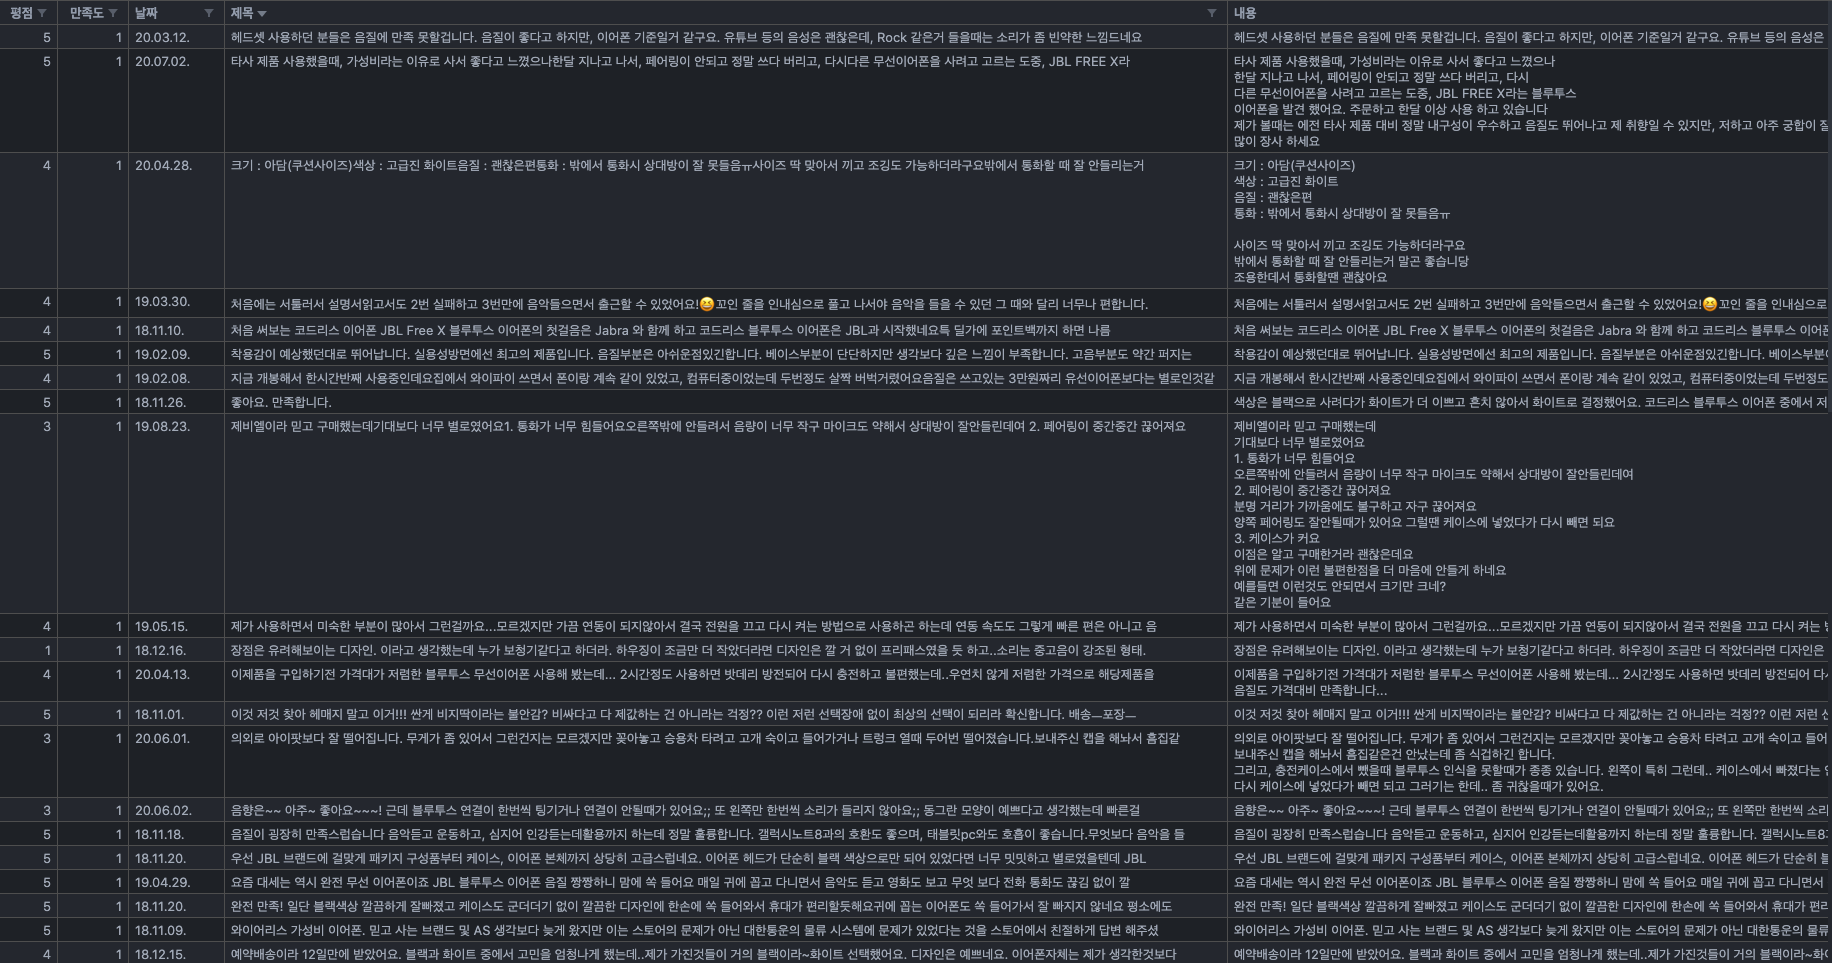 평점 만족도 날짜 제목 내용
5 1 20.03.12. 헤드셋 사용하던 분들은 음질에 만족 못할겁니다. 음질이 좋다고 하지만, 이어폰 기준일거 같구요. 유튜브 등의 음성은 괜찮은데, Rock 같은거 들을때는 소리가 좀 빈약한 느낌드네요 헤드셋 사용하던 분들은 음질에 만족 못할겁니다. 음질이 좋다고 하지만, 이어폰 기준일거 같구요. 유튜브 등의 음성은
5 1 20.07.02. 타사 제품 사용했을때, 가성비라는 이유로 사서 좋다고 느꼈으나한달 지나고 나서, 페어링이 안되고 정말 쓰다 버리고, 다시다른 무선이어폰을 사려고 고르는 도중, JBL FREE X라 타사 제품 사용했을때, 가성비라는 이유로 사서 좋다고 느꼈으나
한달 지나고 나서, 페어링이 안되고 정말 쓰다 버리고, 다시
다른 무선이어폰을 사려고 고르는 도중, JBL FREE X라는 블루투스
이어폰을 발견 했어요. 주문하고 한달 이상 사용 하고 있습니다
제가 볼때는 에전 타사 제품 대비 정말 내구성이 우수하고 음질도 뛰어나고 제 취향일 수 있지만, 저하고 아주 궁합이 잘
많이 장사 하세요
4 1 20.04.28. 크기 : 아담(쿠션사이즈)색상 : 고급진 화이트음질 : 괜찮은편통화 : 밖에서 통화시 상대방이 잘 못들음ㅠ사이즈 딱 맞아서 끼고 조깅도 가능하더라구요밖에서 통화할 때 잘 안들리는거 크기 : 아담(쿠션사이즈)
색상 : 고급진 화이트
음질 : 괜찮은편
통화 : 밖에서 통화시 상대방이 잘 못들음ㅠ
사이즈 딱 맞아서 끼고 조깅도 가능하더라구요
밖에서 통화할 때 잘 안들리는거 말곤 좋습니당
조용한데서 통화할땐 괜찮아요
4 1 19.03.30. 처음에는 서툴러서 설명서읽고서도 2번 실패하고 3번만에 음악들으면서 출근할 수 있었어요!😆꼬인 줄을 인내심으로 풀고 나서야 음악을 들을 수 있던 그 때와 달리 너무나 편합니다. 처음에는 서툴러서 설명서읽고서도 2번 실패하고 3번만에 음악들으면서 출근할 수 있었어요!😆꼬인 줄을 인내심으로
4 1 18.11.10. 처음 써보는 코드리스 이어폰 JBL Free X 블루투스 이어폰의 첫걸음은 Jabra 와 함께 하고 코드리스 블루투스 이어폰은 JBL과 시작했네요특 딜가에 포인트백까지 하면 나름 처음 써보는 코드리스 이어폰 JBL Free X 블루투스 이어폰의 첫걸음은 Jabra 와 함께 하고 코드리스 블루투스 이어폰
5 1 19.02.09. 착용감이 예상했던대로 뛰어납니다. 실용성방면에선 최고의 제품입니다. 음질부분은 아쉬운점있긴합니다. 베이스부분이 단단하지만 생각보다 깊은 느낌이 부족합니다. 고음부분도 약간 퍼지는 착용감이 예상했던대로 뛰어납니다. 실용성방면에선 최고의 제품입니다. 음질부분은 아쉬운점있긴합니다. 베이스부분이
4 1 19.02.08. 지금 개봉해서 한시간반째 사용중인데요집에서 와이파이 쓰면서 폰이랑 계속 같이 있었고, 컴퓨터중이었는데 두번정도 살짝 버벅거렸어요음질은 쓰고있는 3만원짜리 유선이어폰보다는 별로인것같 지금 개봉해서 한시간반째 사용중인데요집에서 와이파이 쓰면서 폰이랑 계속 같이 있었고, 컴퓨터중이었는데 두번정도
5 1 18.11.26. 좋아요. 만족합니다. 색상은 블랙으로 사려다가 화이트가 더 이쁘고 흔치 않아서 화이트로 결정했어요. 코드리스 블루투스 이어폰 중에서 저
3 1 19.08.23. 제비엘이라 믿고 구매했는데기대보다 너무 별로였어요1. 통화가 너무 힘들어요오른쪽밖에 안들려서 음량이 너무 작구 마이크도 약해서 상대방이 잘안들린데여 2. 페어링이 중간중간 끊어져요 제비엘이라 믿고 구매했는데
기대보다 너무 별로였어요
1. 통화가 너무 힘들어요
오른쪽밖에 안들려서 음량이 너무 작구 마이크도 약해서 상대방이 잘안들린데여
2. 페어링이 중간중간 끊어져요
분명 거리가 가까움에도 불구하고 자구 끊어져요
양쪽 페어링도 잘안될때가 있어요 그럴땐 케이스에 넣었다가 다시 빼면 되요
3. 케이스가 커요
이점은 알고 구매한거라 괜찮은데요
위에 문제가 이런 불편한점을 더 마음에 안들게 하네요
예를들면 이런것도 안되면서 크기만 크네?
같은 기분이 들어요
4 1 19.05.15. 제가 사용하면서 미숙한 부분이 많아서 그런걸까요...모르겠지만 가끔 연동이 되지않아서 결국 전원을 끄고 다시 켜는 방법으로 사용하곤 하는데 연동 속도도 그렇게 빠른 편은 아니고 음 제가 사용하면서 미숙한 부분이 많아서 그런걸까요...모르겠지만 가끔 연동이 되지않아서 결국 전원을 끄고 다시 켜는
1 1 18.12.16. 장점은 유려해보이는 디자인. 이라고 생각했는데 누가 보청기같다고 하더라. 하우징이 조금만 더 작았더라면 디자인은 깔 거 없이 프리패스였을 듯 하고..소리는 중고음이 강조된 형태. 장점은 유려해보이는 디자인. 이라고 생각했는데 누가 보청기같다고 하더라. 하우징이 조금만 더 작았더라면 디자인은
4 1 20.04.13. 이제품을 구입하기전 가격대가 저렴한 블루투스 무선이어폰 사용해 봤는데... 2시간정도 사용하면 밧데리 방전되어 다시 충전하고 불편했는데..우연치 않게 저렴한 가격으로 해당제품을 이제품을 구입하기전 가격대가 저렴한 블루투스 무선이어폰 사용해 봤는데... 2시간정도 사용하면 밧데리 방전되어 다시
음질도 가격대비 만족합니다...
5 1 18.11.01. 이것 저것 찾아 헤매지 말고 이거!!! 싼게 비지떡이라는 불안감? 비싸다고 다 제값하는 건 아니라는 걱정?? 이런 저런 선택장애 없이 최상의 선택이 되리라 확신합니다. 배송ㅡ포장ㅡ 이것 저것 찾아 헤매지 말고 이거!!! 싼게 비지떡이라는 불안감? 비싸다고 다 제값하는 건 아니라는 걱정?? 이런 저런 선택
3 1 20.06.01. 의외로 아이팟보다 잘 떨어집니다. 무게가 좀 있어서 그런건지는 모르겠지만 꽂아놓고 승용차 타려고 고개 숙이고 들어가거나 트렁크 열때 두어번 떨어졌습니다.보내주신 캡을 해놔서 흠집같 의외로 아이팟보다 잘 떨어집니다. 무게가 좀 있어서 그런건지는 모르겠지만 꽂아놓고 승용차 타려고 고개 숙이고 들어
보내주신 캡을 해놔서 흠집같은건 안났는데 좀 식겁하긴 합니다.
그리고, 충전케이스에서 뺐을때 블루투스 인식을 못할때가 종종 있습니다. 왼쪽이 특히 그런데.. 케이스에서 빠졌다는
다시 케이스에 넣었다가 빼면 되고 그러기는 한데.. 좀 귀찮을때가 있어요.
3 1 20.06.02. 음향은~~ 아주~ 좋아요~~~! 근데 블루투스 연결이 한번씩 팅기거나 연결이 안될때가 있어요;; 또 왼쪽만 한번씩 소리가 들리지 않아요;; 동그란 모양이 예쁘다고 생각했는데 빠른걸 음향은~~ 아주~ 좋아요~~~! 근데 블루투스 연결이 한번씩 팅기거나 연결이 안될때가 있어요;; 또 왼쪽만 한번씩 소리
5 1 18.11.18. 음질이 굉장히 만족스럽습니다 음악듣고 운동하고, 심지어 인강듣는데활용까지 하는데 정말 훌륭합니다. 갤럭시노트8과의 호환도 좋으며, 태블릿pc와도 호흡이 좋습니다.무엇보다 음악을 들 음질이 굉장히 만족스럽습니다 음악듣고 운동하고, 심지어 인강듣는데활용까지 하는데 정말 훌륭합니다. 갤럭시노트8
5 1 18.11.20. 우선 JBL 브랜드에 걸맞게 패키지 구성품부터 케이스, 이어폰 본체까지 상당히 고급스럽네요. 이어폰 헤드가 단순히 블랙 색상으로만 되어 있었다면 너무 밋밋하고 별로였을텐데 JBL 우선 JBL 브랜드에 걸맞게 패키지 구성품부터 케이스, 이어폰 본체까지 상당히 고급스럽네요. 이어폰 헤드가 단순히 블
5 1 19.04.29. 요즘 대세는 역시 완전 무선 이어폰이죠 JBL 블루투스 이어폰 음질 짱짱하니 맘에 쏙 들어요 매일 귀에 꼽고 다니면서 음악도 듣고 영화도 보고 무엇 보다 전화 통화도 끊김 없이 깔 요즘 대세는 역시 완전 무선 이어폰이죠 JBL 블루투스 이어폰 음질 짱짱하니 맘에 쏙 들어요 매일 귀에 꼽고 다니면서
5 1 18.11.20. 완전 만족! 일단 블랙색상 깔끔하게 잘빠졌고 케이스도 군더더기 없이 깔끔한 디자인에 한손에 쏙 들어와서 휴대가 편리할듯해요귀에 꼽는 이어폰도 쏙 들어가서 잘 빠지지 않네요 평소에도 완전 만족! 일단 블랙색상 깔끔하게 잘빠졌고 케이스도 군더더기 없이 깔끔한 디자인에 한손에 쏙 들어와서 휴대가 편리
5 1 18.11.09. 와이어리스 가성비 이어폰. 믿고 사는 브랜드 및 AS 생각보다 늦게 왔지만 이는 스토어의 문제가 아닌 대한통운의 물류 시스템에 문제가 있었다는 것을 스토어에서 친절하게 답변 해주셨 와이어리스 가성비 이어폰. 믿고 사는 브랜드 및 AS 생각보다 늦게 왔지만 이는 스토어의 문제가 아닌 대한통운의 물류
4 1 18.12.15. 예약배송이라 12일만에 받았어요. 블랙과 화이트 중에서 고민을 엄청나게 했는데..제가 가진것들이 거의 블랙이라~화이트 선택했어요. 디자인은 예쁘네요. 이어폰자체는 제가 생각한것보다 예약배송이라 12일만에 받았어요. 블랙과 화이트 중에서 고민을 엄청나게 했는데..제가 가진것들이 거의 블랙이라~화이